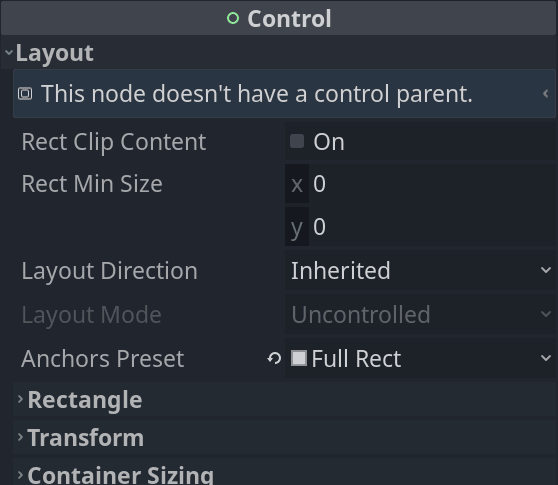 Control
Layout
This node doesn't have a control parent.
Rect Clip Content On
Rect Min Size x 0
y 0
Layout Direction Inherited
Layout Mode Uncontrolled
Anchors Preset Full Rect
Rectangle
Transform
Container Sizing